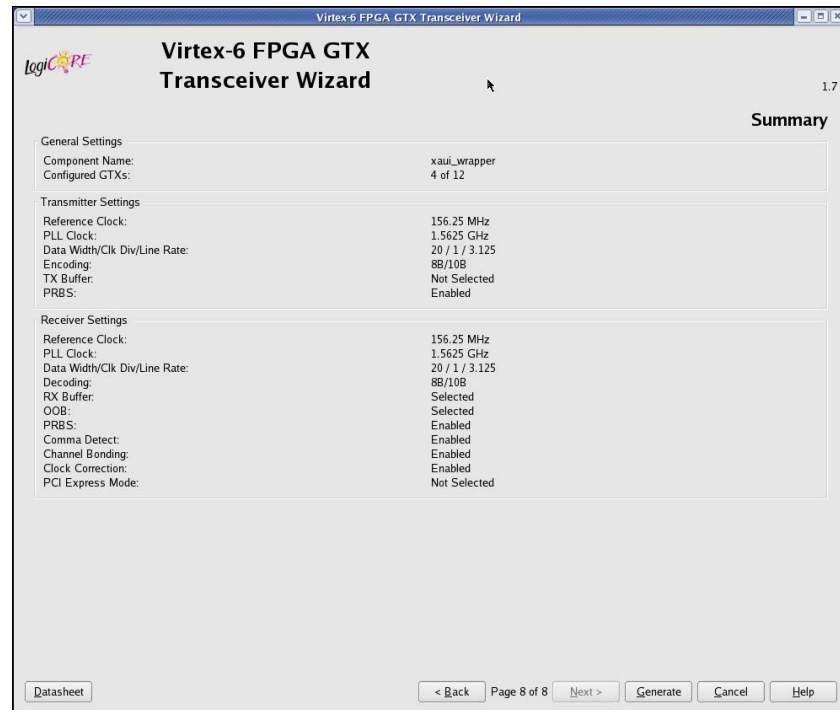 Virtex-6 FPGA GTX Transceiver Wizard
LogiCORE
Virtex-6 FPGA GTX
Transceiver Wizard
1.7
Summary
General Settings
Component Name: xaui_wrapper
Configured GTXs: 4 of 12
Transmitter Settings
Reference Clock: 156.25 MHz
PLL Clock: 1.5625 GHz
Data Width/Clk Div/Line Rate: 20 / 1 / 3.125
Encoding: 8B/10B
TX Buffer: Not Selected
PRBS: Enabled
Receiver Settings
Reference Clock: 156.25 MHz
PLL Clock: 1.5625 GHz
Data Width/Clk Div/Line Rate: 20 / 1 / 3.125
Decoding: 8B/10B
RX Buffer: Selected
OOB: Selected
PRBS: Enabled
Comma Detect: Enabled
Channel Bonding: Enabled
Clock Correction: Enabled
PCI Express Mode: Not Selected
Datasheet < Back Page 8 of 8 Next > Generate Cancel Help